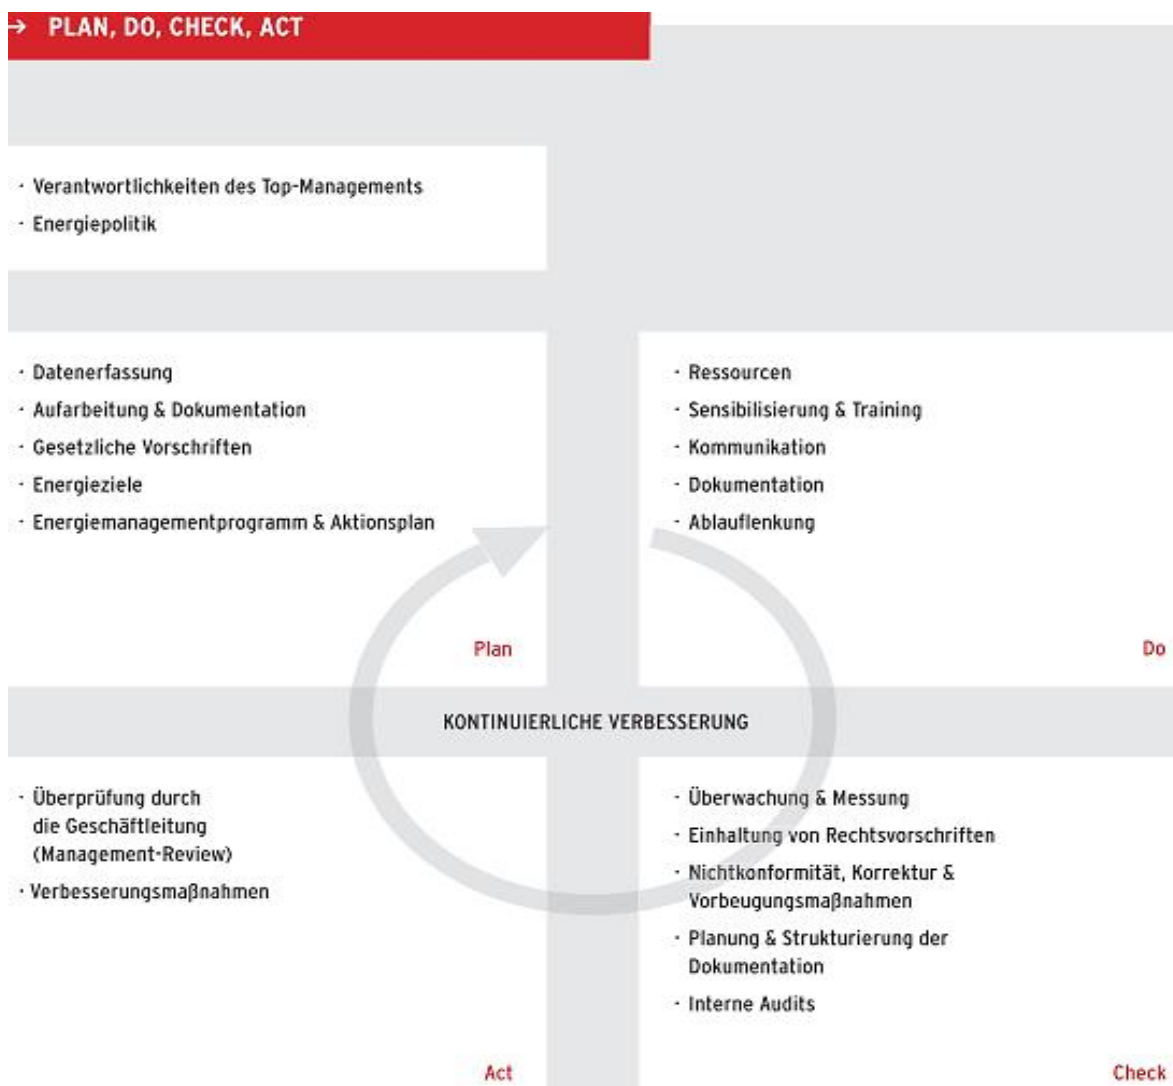 → PLAN, DO, CHECK, ACT
· Verantwortlichkeiten des Top-Managements
· Energiepolitik
· Datenerfassung
· Aufarbeitung & Dokumentation
· Gesetzliche Vorschriften
· Energieziele
· Energiemanagementprogramm & Aktionsplan
Plan
· Ressourcen
· Sensibilisierung & Training
· Kommunikation
· Dokumentation
· Ablauflenkung
Do
KONTINUIERLICHE VERBESSERUNG
· Überprüfung durch
die Geschäftleitung
(Management-Review)
· Verbesserungsmaßnahmen
Act
· Überwachung & Messung
· Einhaltung von Rechtsvorschriften
· Nichtkonformität, Korrektur &
Vorbeugungsmaßnahmen
· Planung & Strukturierung der
Dokumentation
· Interne Audits
Check